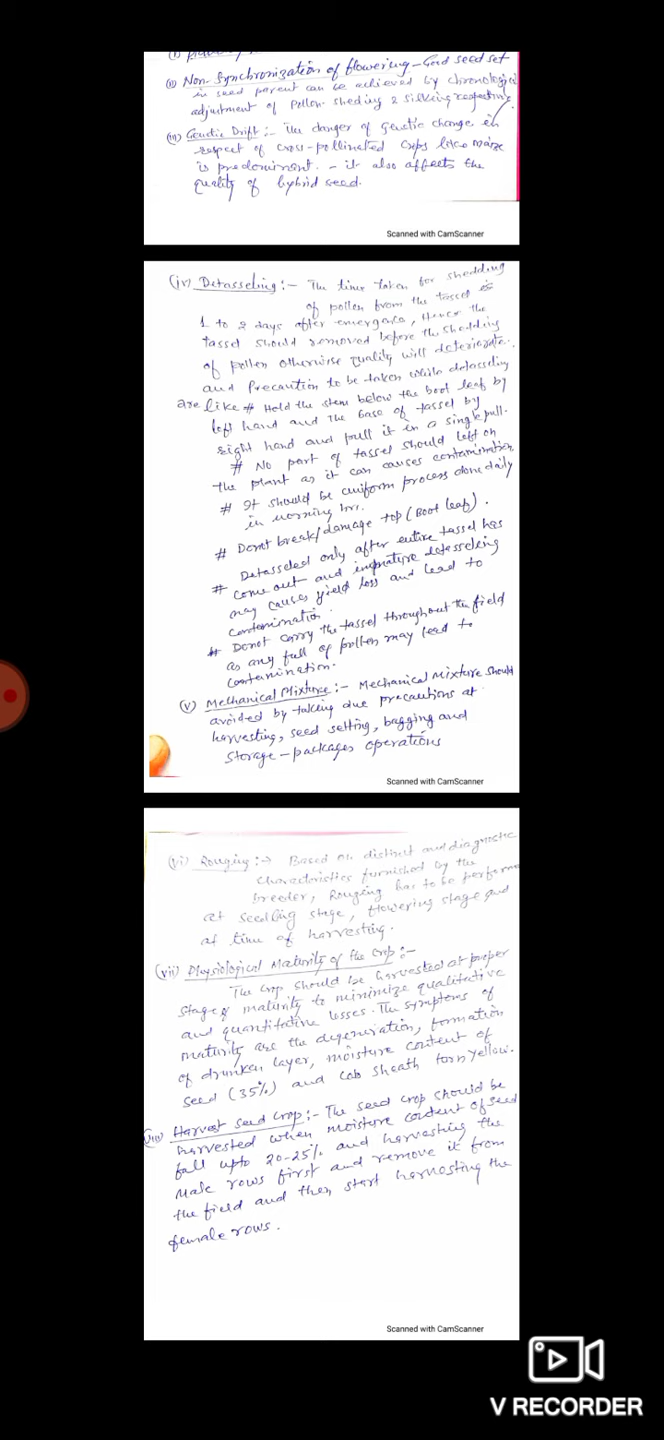 (ii) Non-Synchronization of flowering - Good seed set
in seed parent can be achieved by chronological
adjustment of Pollen sheding & silking respectively.
(iii) Genetic Drift :- The danger of genetic change in
respect of cross-pollinated crops like maize
is predominant. - it also affects the
quality of hybrid seed.
Scanned with CamScanner
(iv) Detasseling :- The time taken for shedding
of pollen from the tassel is
1 to 2 days after emergence, Hence the
tassel should removed before the shedding
of pollen otherwise quality will deteriorate.
and Precaution to be taken while detasseling
are like # Hold the stem below the boot leaf by
left hand and the base of tassel by
right hand and pull it in a single pull.
# No part of tassel should left on
the plant as it can causes contamination
# It should be uniform process done daily
in morning hrs.
# Donot break/damage top (Boot leaf).
# Detasseled only after entire tassel has
come out and immature detasseling
may causes yield loss and lead to
contamination.
# Donot carry the tassel throughout the field
as any full of pollen may lead to
contamination.
(v) Mechanical Mixture :- Mechanical Mixture should
avoided by taking due precautions at
harvesting, seed setting, bagging and
storage - packages operations
Scanned with CamScanner
(vi) Rouging :-> Based on distinct and diagnostic
characteristics furnished by the
breeder, Rouging has to be perform
at seedling stage, flowering stage and
at time of harvesting.
(vii) Physiological Maturity of the crop :-
The crop should be harvested at proper
stage of maturity to minimize qualitative
and quantitative losses. The symptoms of
maturity are the degeneration, formation
of drunken layer, moisture content of
seed (35%) and cob sheath torn yellow.
(viii) Harvest seed crop :- The seed crop should be
harvested when moisture content of seed
fall upto 20-25% and harvesting the
Male rows first and remove it from
the field and then start harvesting the
female rows.
Scanned with CamScanner
V RECORDER